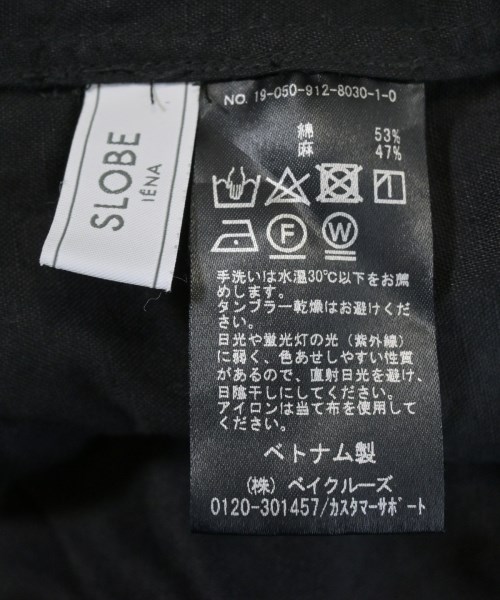 SLOBE
IÉNA
NO. 19-050-912-8030-1-0
綿 53%
麻 47%
F
W
手洗いは水温30℃以下をお薦
めします。
タンブラー乾燥はお避けくだ
さい。
日光や蛍光灯の光（紫外線）
に弱く、色あせしやすい性質
があるので、直射日光を避け、
日陰干しにしてください。
アイロンは当て布を使用して
ください。
ベトナム製
（株）ベイクルーズ
0120-301457/カスタマーサポート